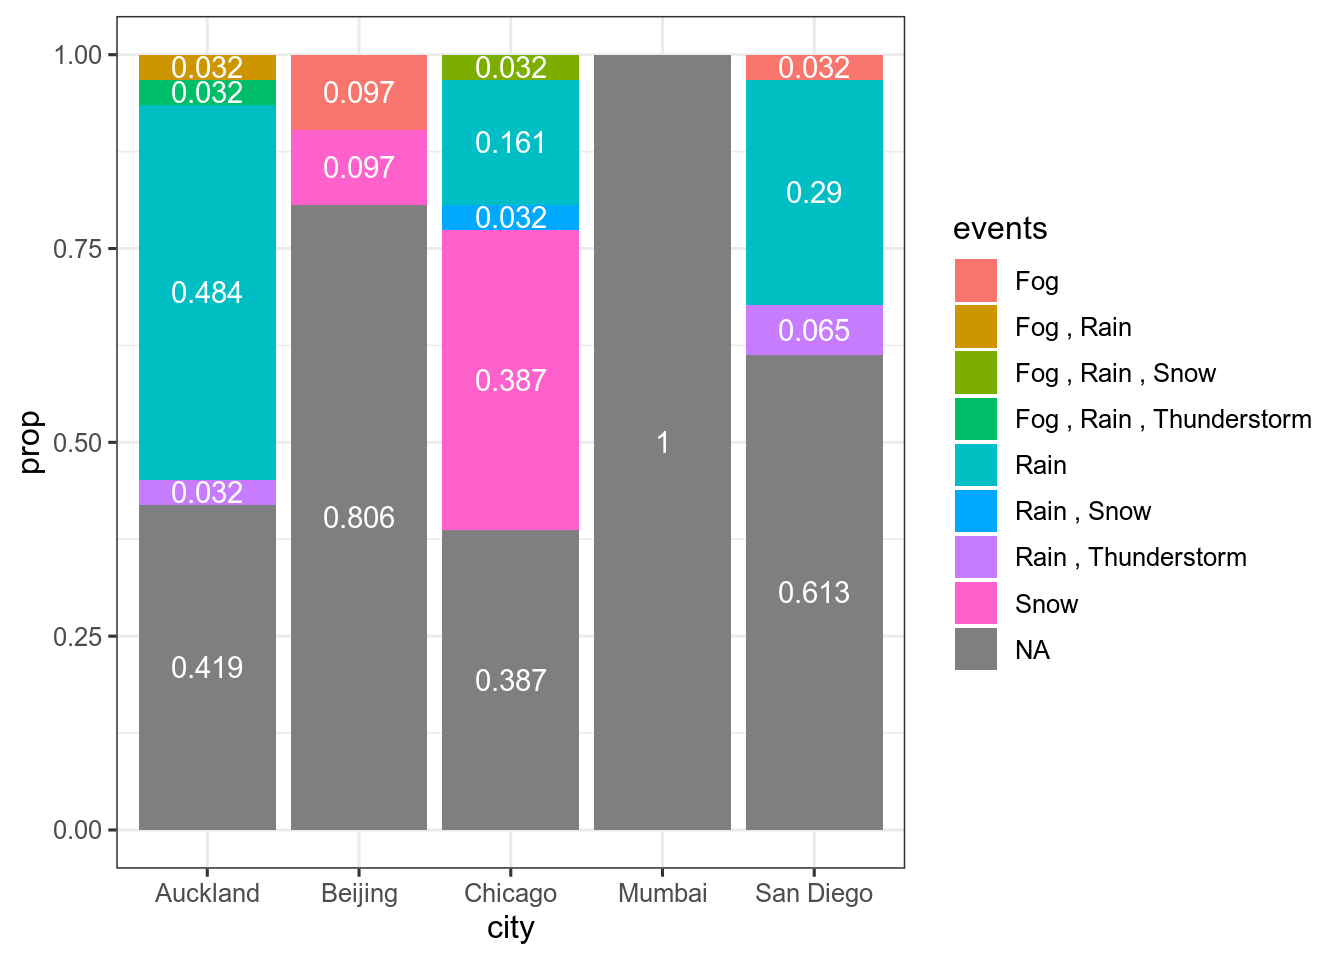 1.00
0.75
0.50
0.25
0.00
prop
0.032
0.032
0.484
0.032
0.419
0.097
0.097
0.806
0.032
0.161
0.032
0.387
0.387
1
0.032
0.29
0.065
0.613
Auckland
Beijing
Chicago
Mumbai
San Diego
city
events
Fog
Fog , Rain
Fog , Rain , Snow
Fog , Rain , Thunderstorm
Rain
Rain , Snow
Rain , Thunderstorm
Snow
NA